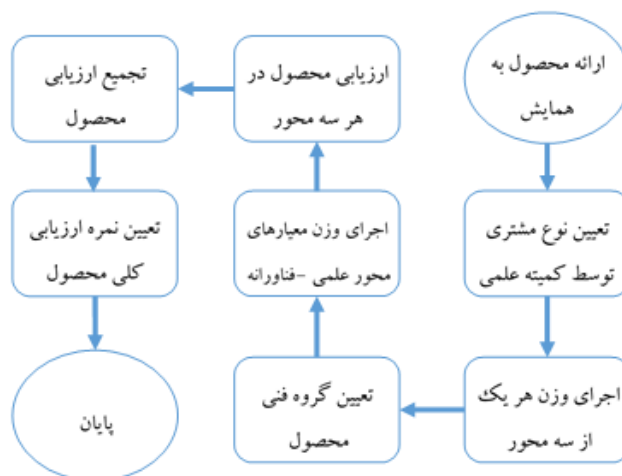 ارائه محصول به
همایش
تعیین نوع مشتری
توسط کمیته علمی
اجرای وزن هر یک
از سه محور
تعیین گروه فنی
محصول
اجرای وزن معیارهای
محور علمی -فناورانه
ارزیابی محصول در
هر سه محور
تجمیع ارزیابی
محصول
تعیین نمره ارزیابی
کلی محصول
پایان